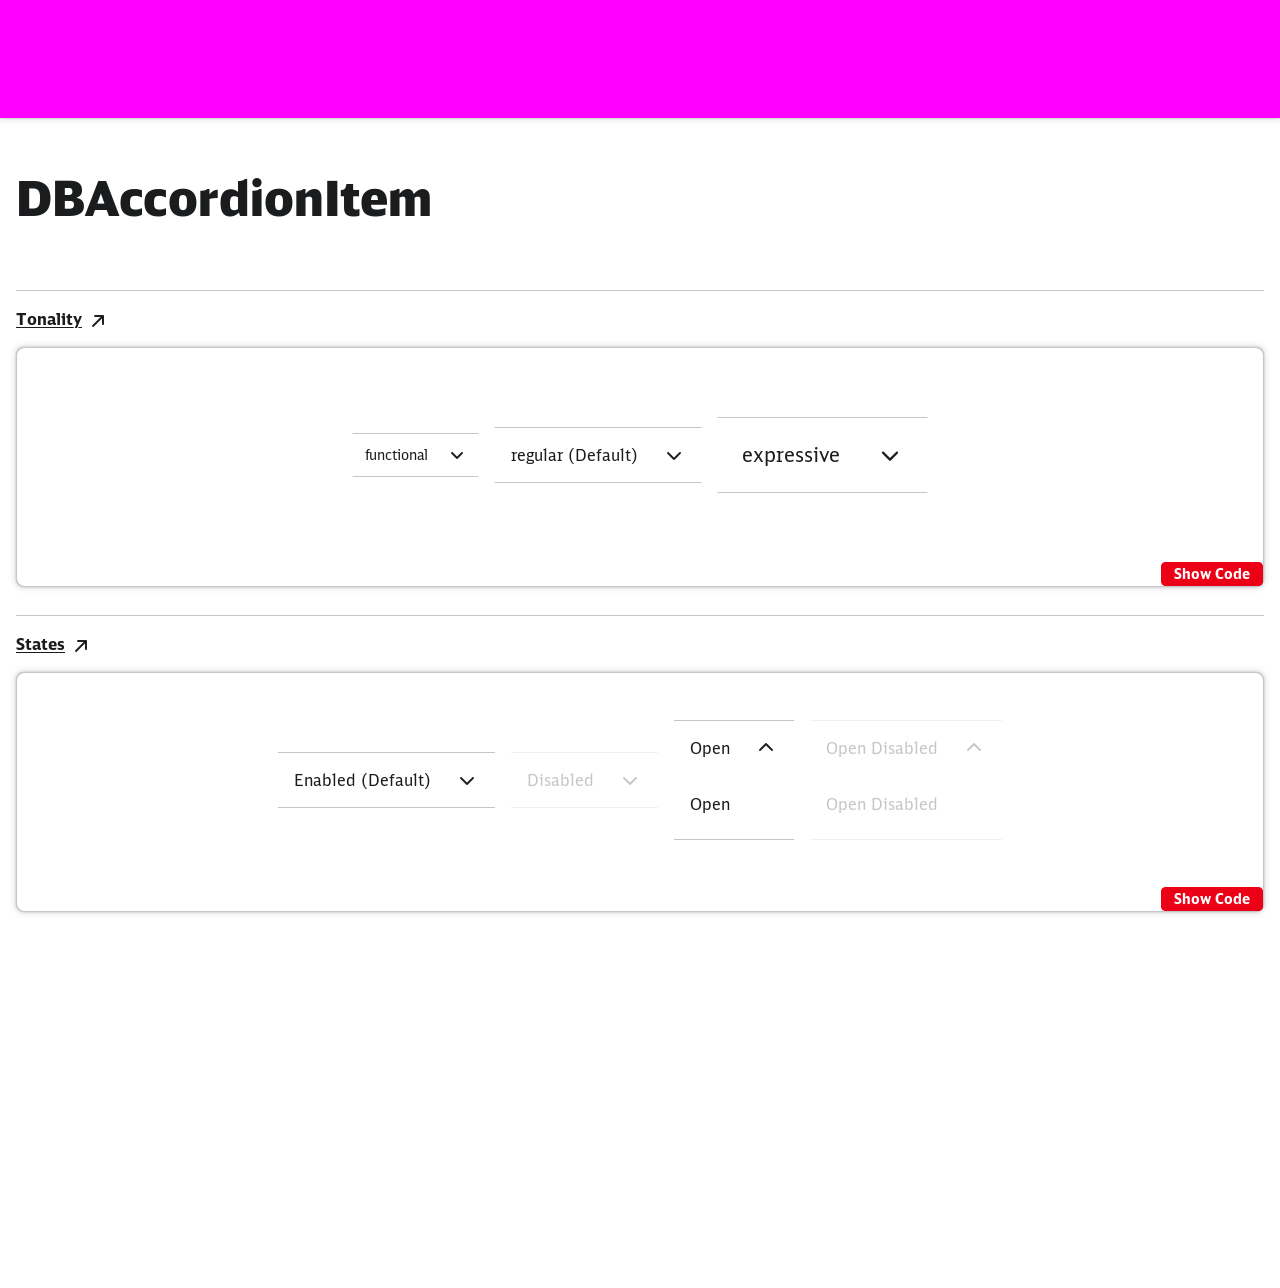 DBAccordionItem
Tonality
functional
regular (Default)
expressive
Show Code
States
Enabled (Default)
Disabled
Open
Open
Open Disabled
Open Disabled
Show Code